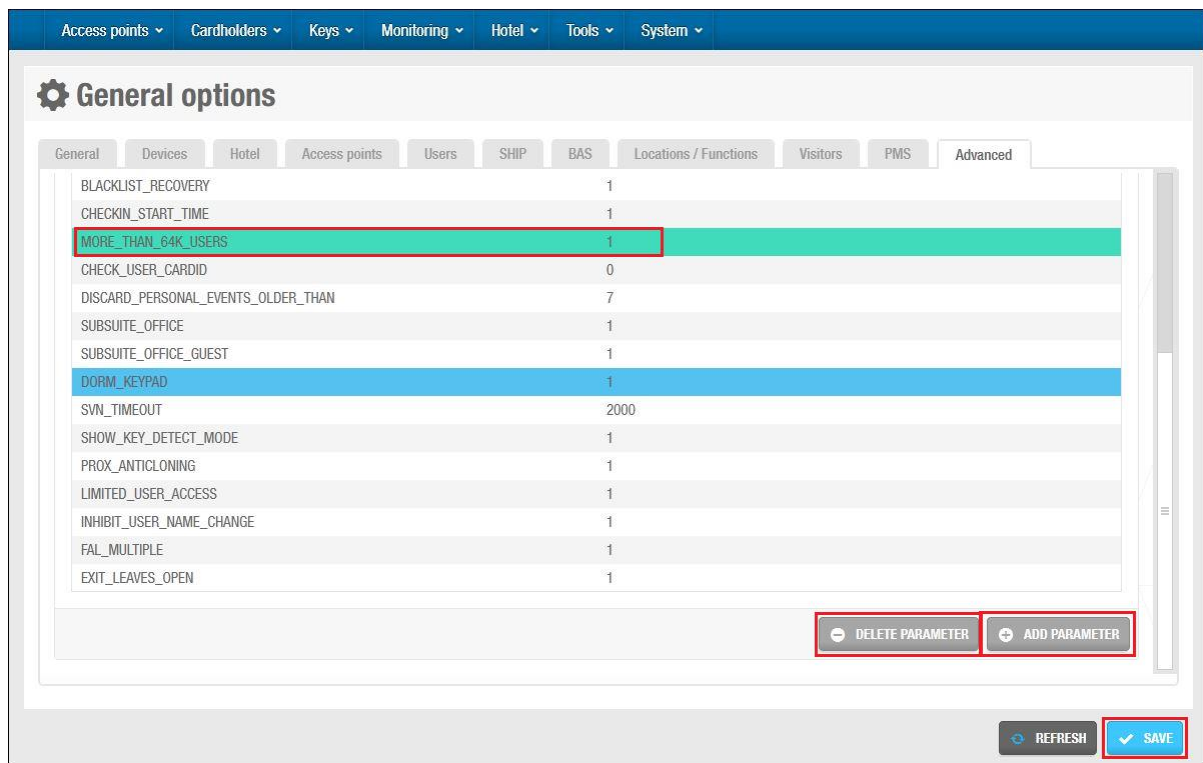 Access points Cardholders Keys Monitoring Hotel Tools System
General options
General Devices Hotel Access points Users SHIP BAS Locations / Functions Visitors PMS Advanced
BLACKLIST_RECOVERY 1
CHECKIN_START_TIME 1
MORE_THAN_64K_USERS 1
CHECK_USER_CARDID 0
DISCARD_PERSONAL_EVENTS_OLDER_THAN 7
SUBSUITE_OFFICE 1
SUBSUITE_OFFICE_GUEST 1
DORM_KEYPAD 1
SVN_TIMEOUT 2000
SHOW_KEY_DETECT_MODE 1
PROX_ANTICLONING 1
LIMITED_USER_ACCESS 1
INHIBIT_USER_NAME_CHANGE 1
FAL_MULTIPLE 1
EXIT_LEAVES_OPEN 1
DELETE PARAMETER ADD PARAMETER
REFRESH SAVE